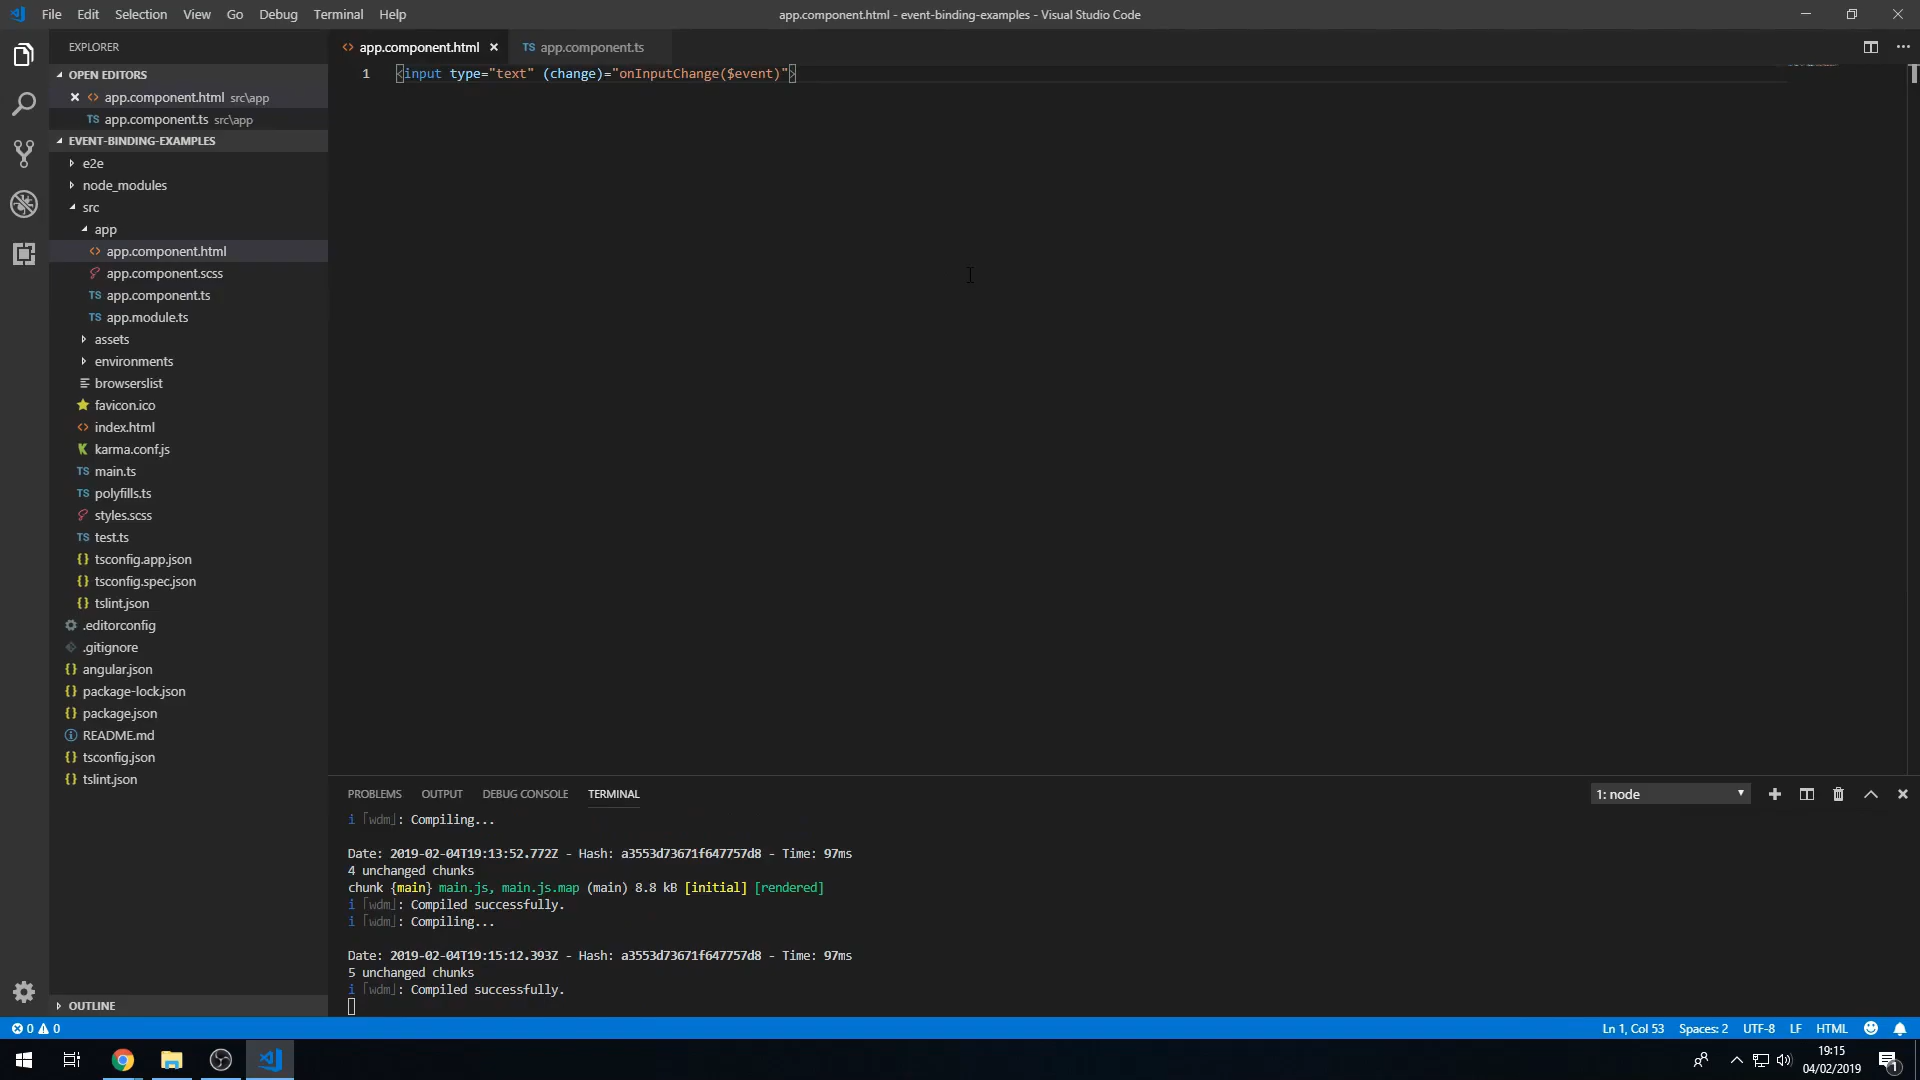 File Edit Selection View Go Debug Terminal Help
app.component.html - event-binding-examples - Visual Studio Code
EXPLORER
OPEN EDITORS
app.component.html src\app
TS app.component.ts src\app
EVENT-BINDING-EXAMPLES
e2e
node_modules
src
app
<> app.component.html
app.component.scss
TS app.component.ts
TS app.module.ts
assets
environments
browserslist
favicon.ico
<> index.html
karma.conf.js
TS main.ts
TS polyfills.ts
styles.scss
TS test.ts
{} tsconfig.app.json
{} tsconfig.spec.json
{} tslint.json
.editorconfig
.gitignore
{} angular.json
{} package-lock.json
{} package.json
README.md
{} tsconfig.json
{} tslint.json
OUTLINE
<> app.component.html
TS app.component.ts
1 <input type="text" (change)="onInputChange($event)">
PROBLEMS OUTPUT DEBUG CONSOLE TERMINAL
1: node
i ｢wdm｣: Compiling...
Date: 2019-02-04T19:13:52.772Z - Hash: a3553d73671f647757d8 - Time: 97ms
4 unchanged chunks
chunk {main} main.js, main.js.map (main) 8.8 kB [initial] [rendered]
i ｢wdm｣: Compiled successfully.
i ｢wdm｣: Compiling...
Date: 2019-02-04T19:15:12.393Z - Hash: a3553d73671f647757d8 - Time: 97ms
5 unchanged chunks
i ｢wdm｣: Compiled successfully.
0 0
Ln 1, Col 53 Spaces: 2 UTF-8 LF HTML
19:15
04/02/2019
1